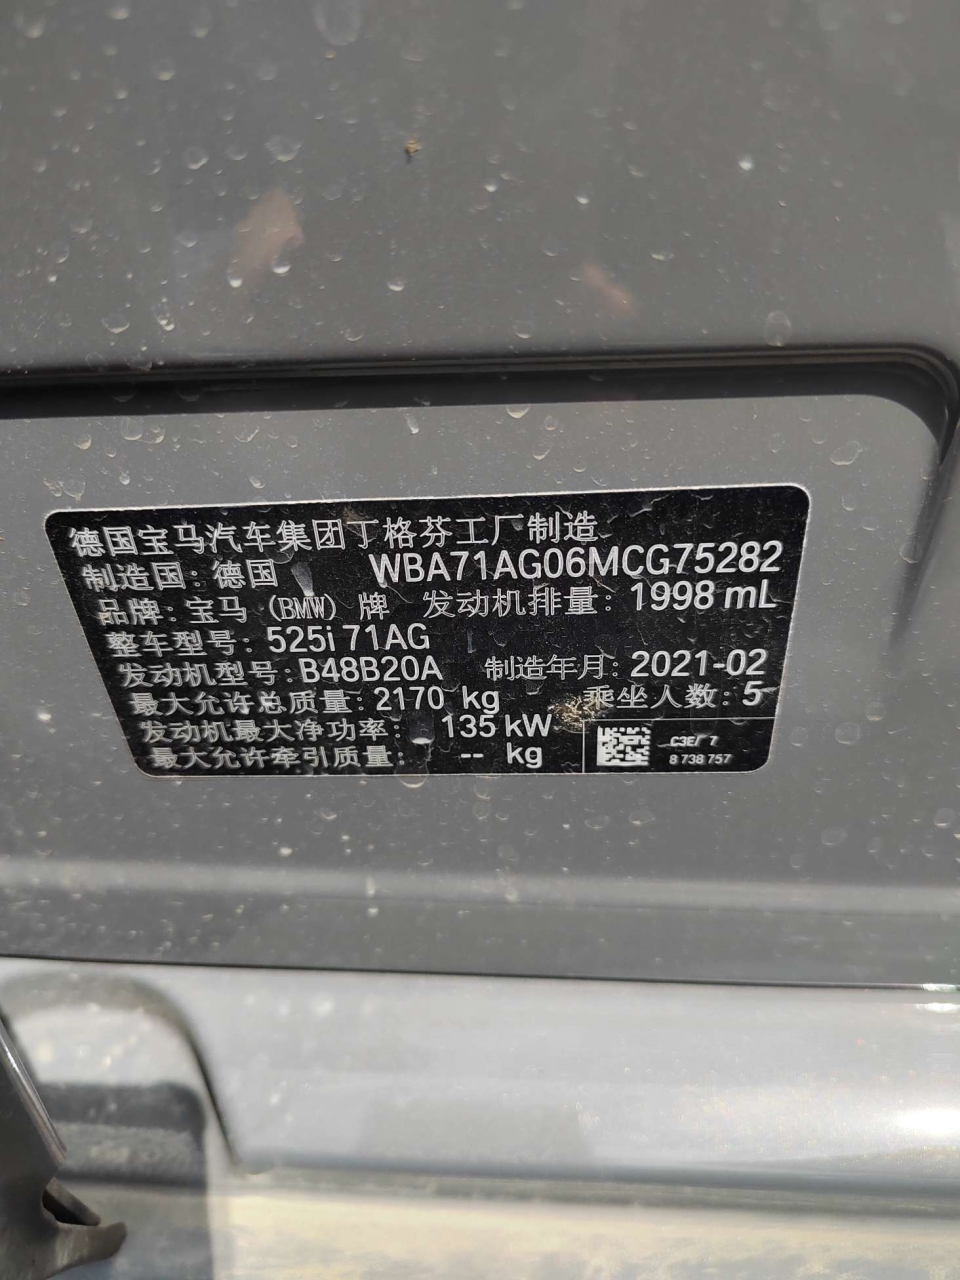 德国宝马汽车集团丁格芬工厂制造
制造国：德国 WBA71AG06MCG75282
品牌：宝马（BMW）牌 发动机排量：1998 mL
整车型号：525i 71AG
发动机型号：B48B20A 制造年月：2021-02
最大允许总质量：2170 kg 乘坐人数：5
发动机最大净功率： 135 kW
最大允许牵引质量： -- kg
8 738 757